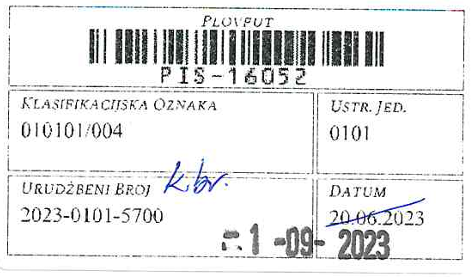 PLOVPUT
PIS-16052
KLASIFIKACIJSKA OZNAKA
010101/004
USTR. JED.
0101
URUDŽBENI BROJ kbr.
2023-0101-5700
DATUM
20.06.2023
1 -09- 2023